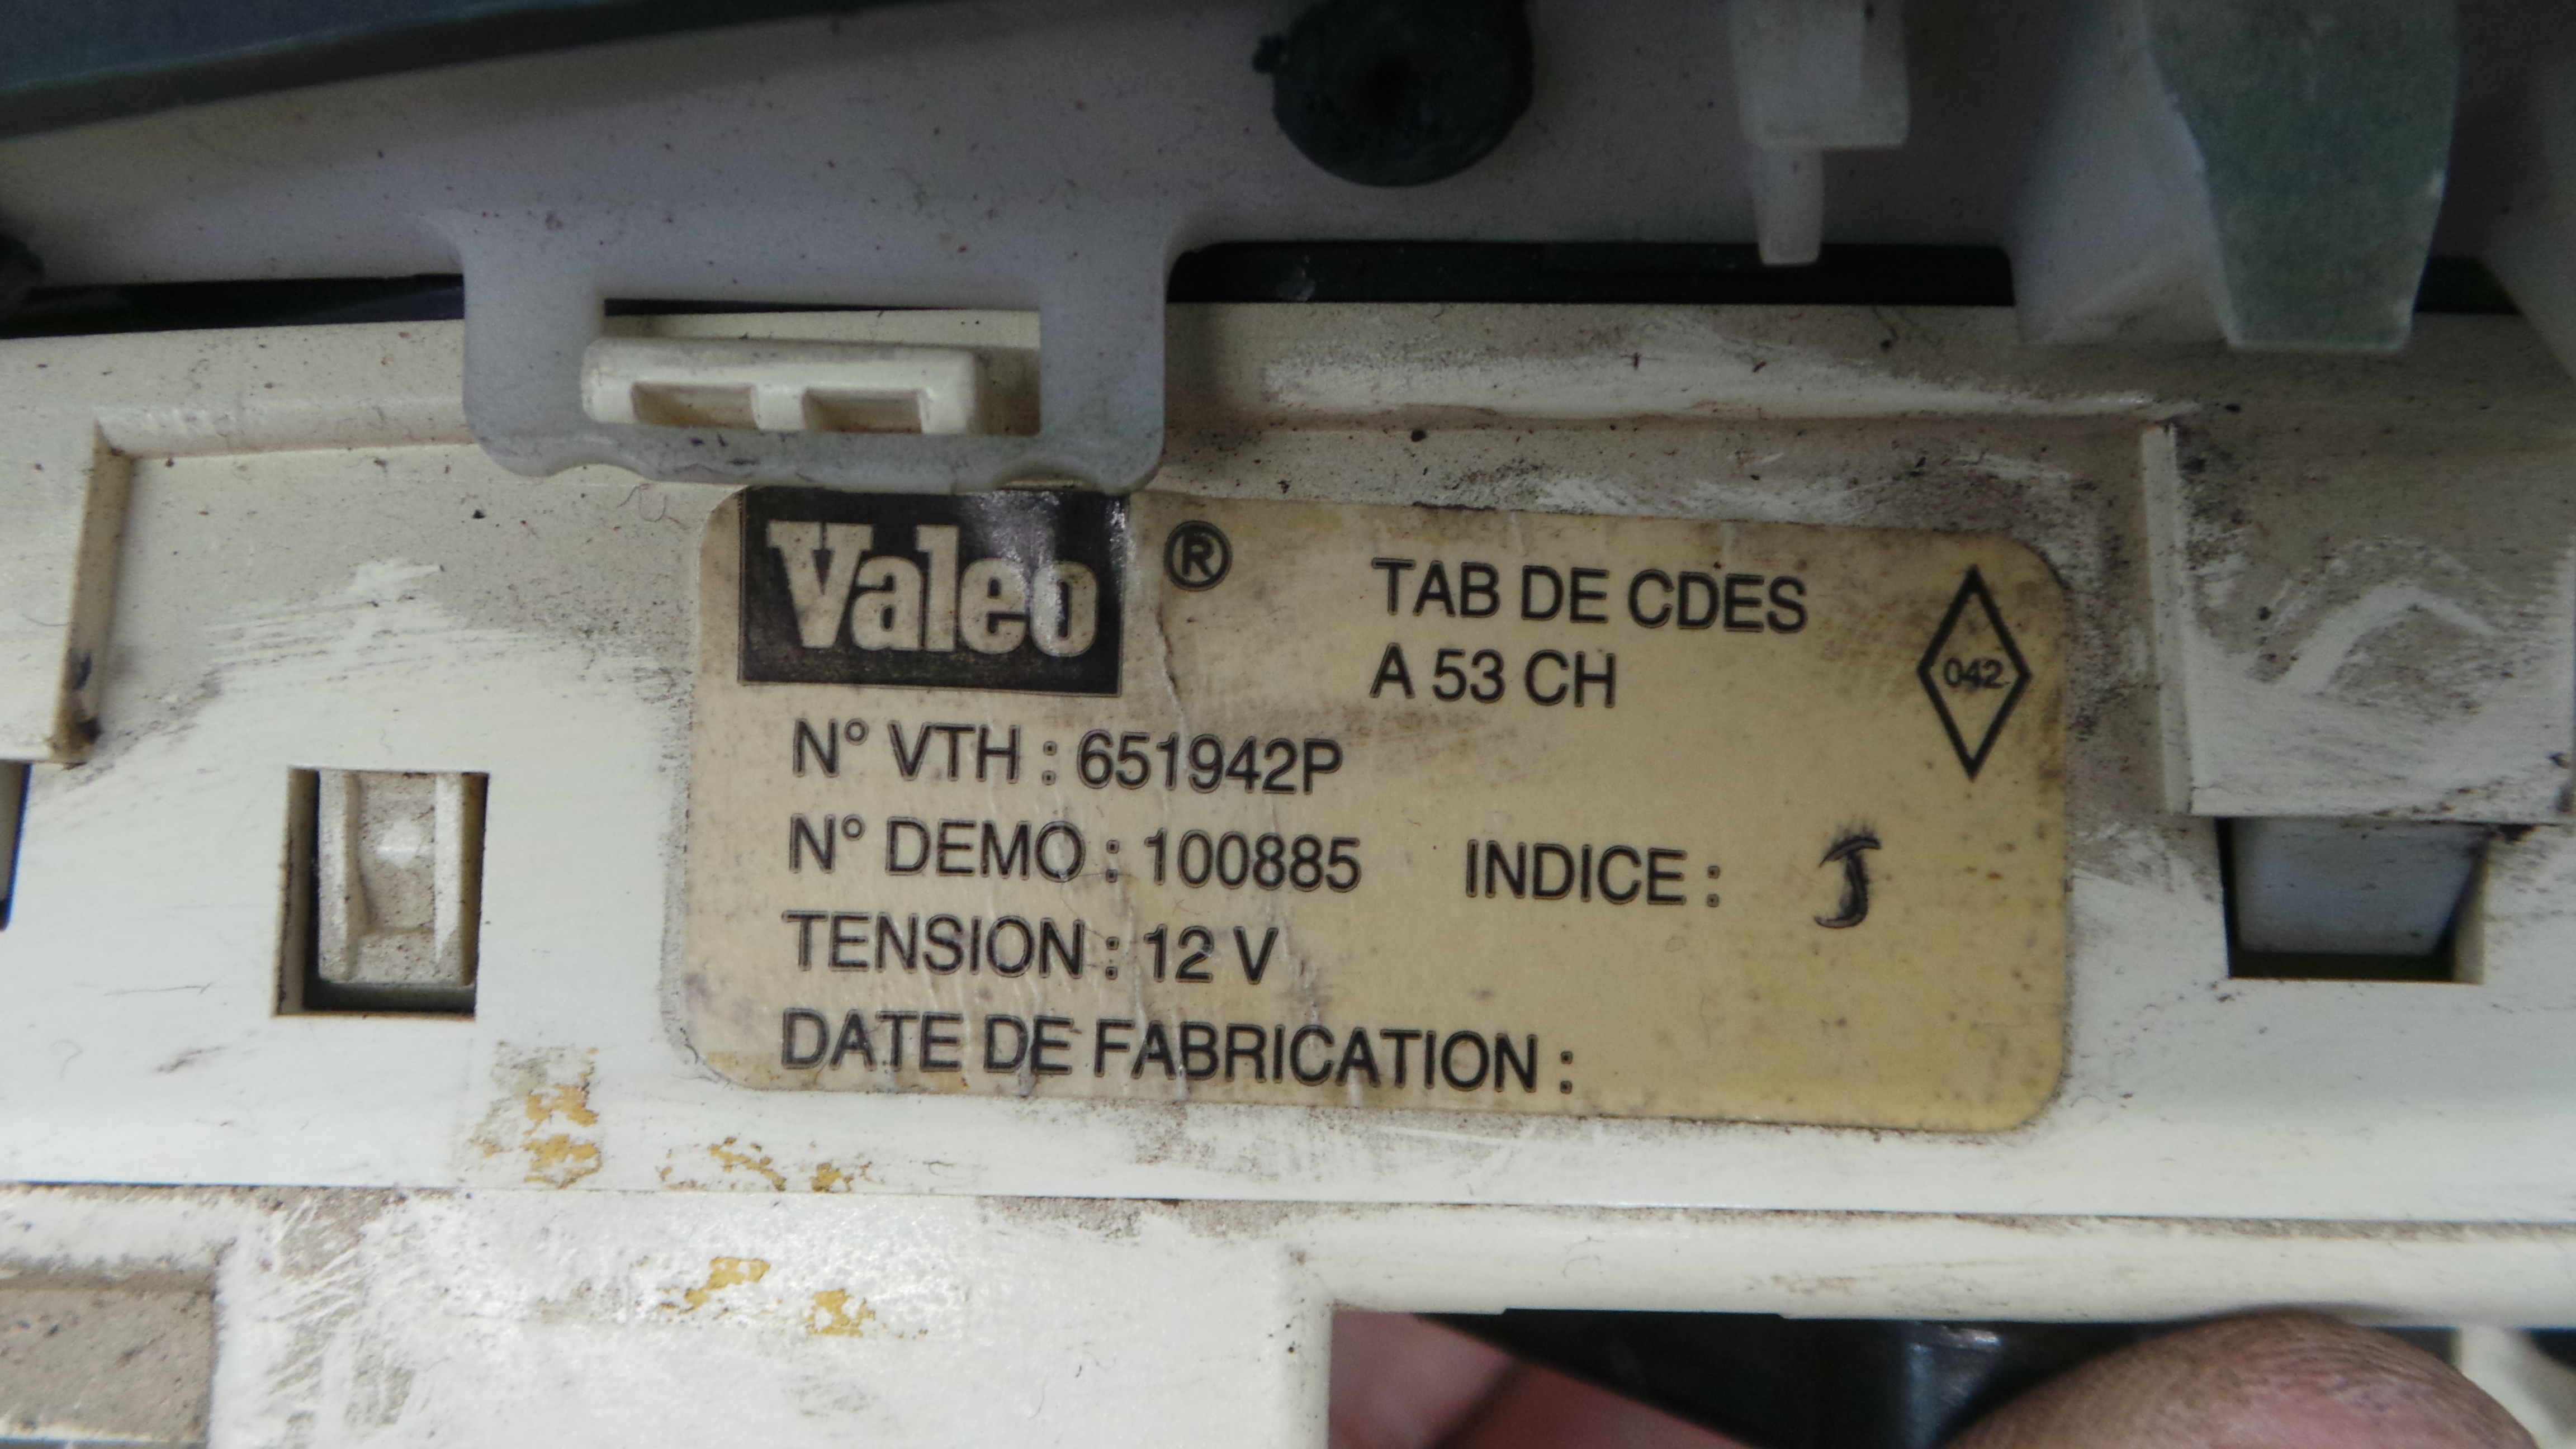 Valeo ®
TAB DE CDES
A 53 CH
042
N° VTH : 651942P
N° DEMO : 100885 INDICE : J
TENSION : 12 V
DATE DE FABRICATION :